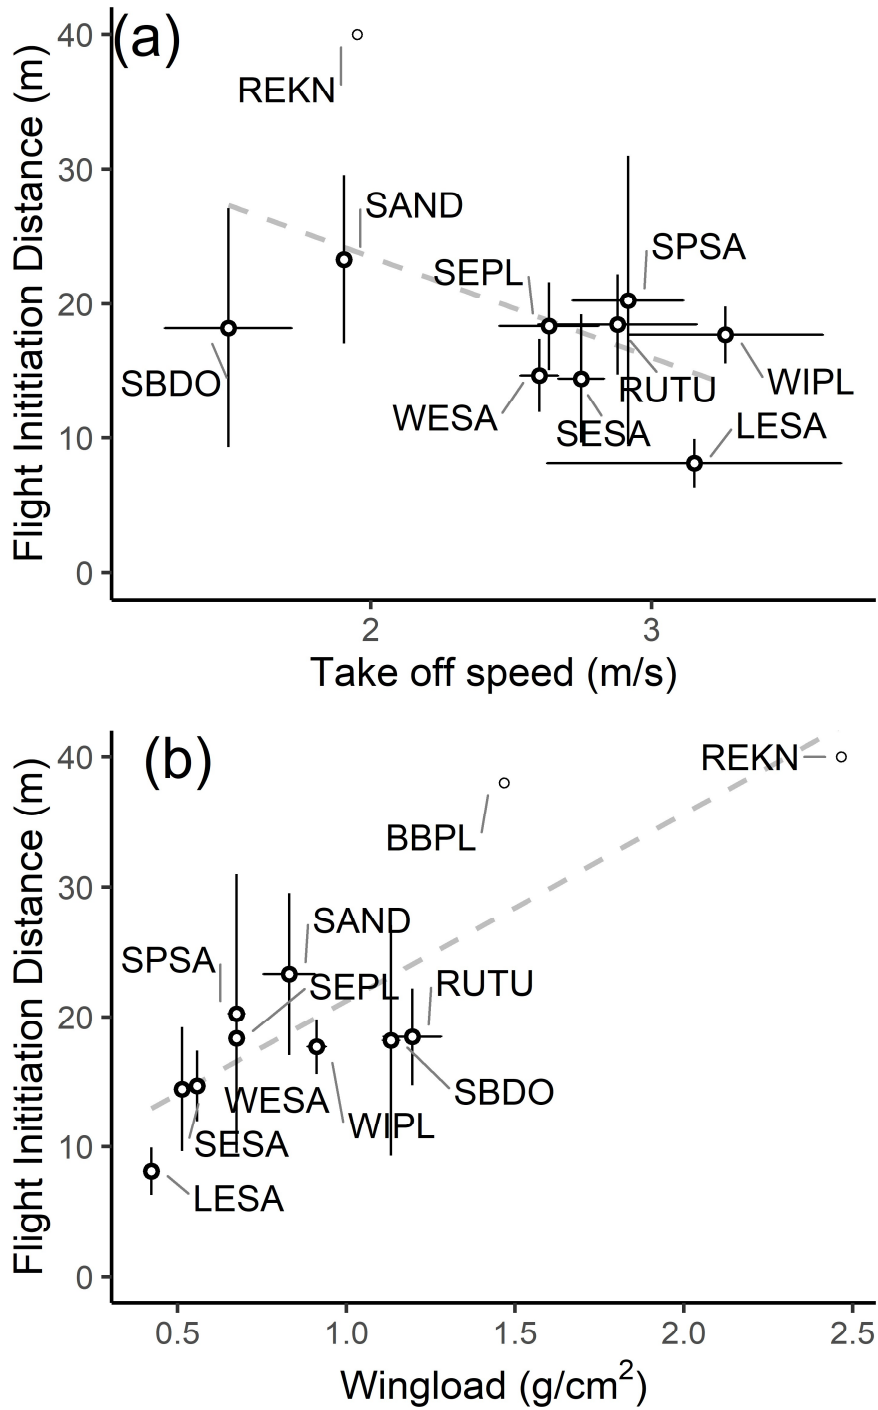 (a)
Flight Inititiation Distance (m)
40
REKN
30
SAND
SPSA
SEPL
20
SBDO
WIPL
RUTU
WESA
SESA
LESA
10
0
2
3
Take off speed (m/s)
(b)
Flight Inititiation Distance (m)
40
REKN
BBPL
30
SAND
SPSA
SEPL
RUTU
20
WESA
SBDO
WIPL
SESA
10
LESA
0
0.5
1.0
1.5
2.0
2.5
Wingload (g/cm²)